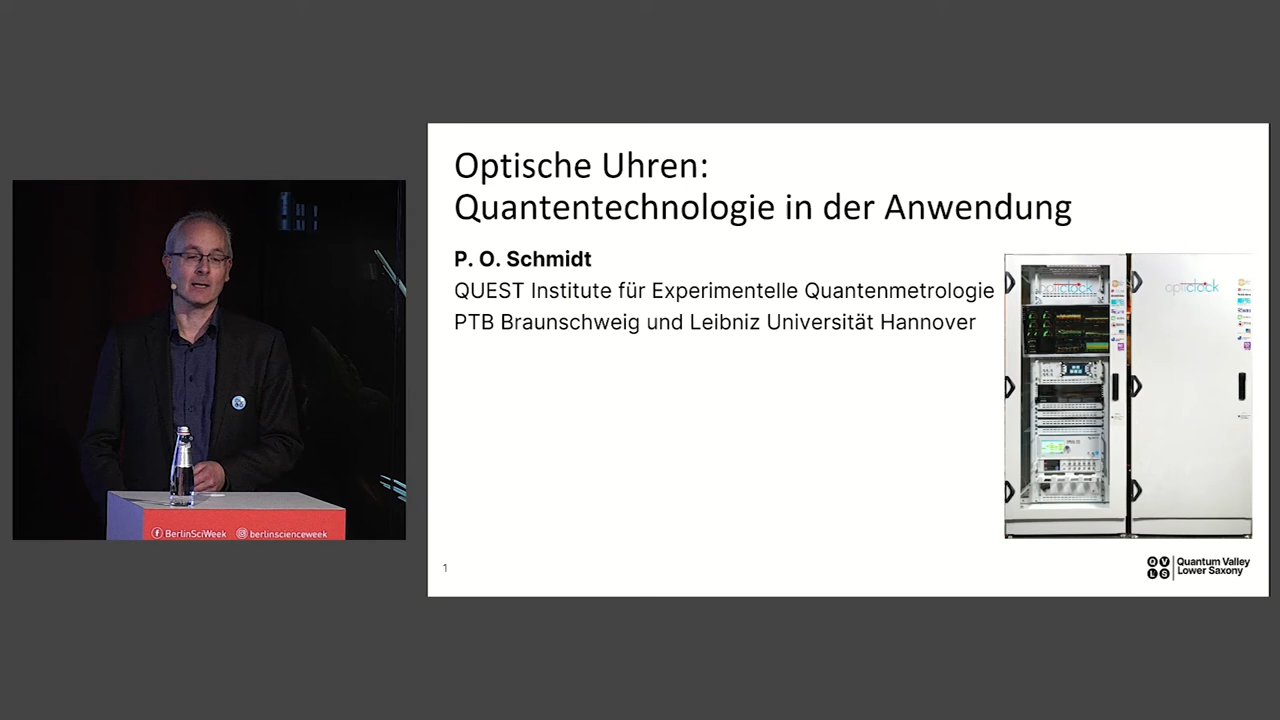 Optische Uhren:
Quantentechnologie in der Anwendung
P. O. Schmidt
QUEST Institute für Experimentelle Quantenmetrologie
PTB Braunschweig und Leibniz Universität Hannover
opticlock
opticlock
BerlinSciWeek berlinscienceweek
1
QVLS
Quantum Valley
Lower Saxony